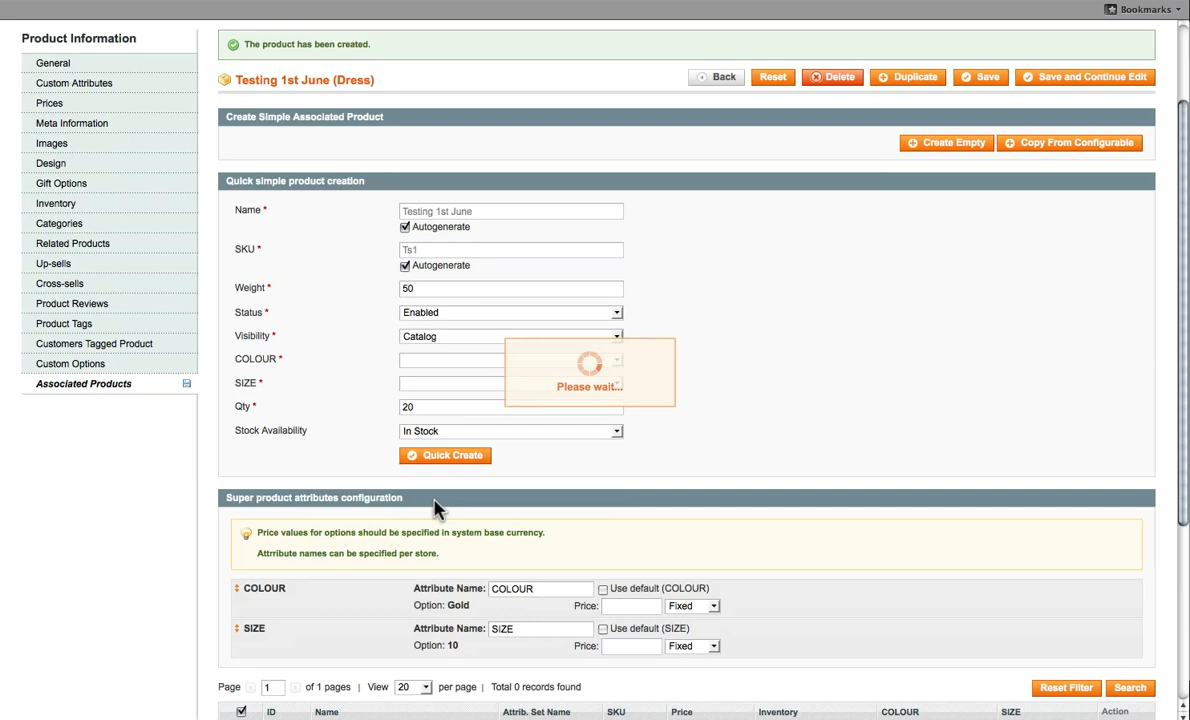 Bookmarks
Product Information
General
Custom Attributes
Prices
Meta Information
Images
Design
Gift Options
Inventory
Categories
Related Products
Up-sells
Cross-sells
Product Reviews
Product Tags
Customers Tagged Product
Custom Options
Associated Products
The product has been created.
Testing 1st June (Dress)
Back Reset Delete Duplicate Save Save and Continue Edit
Create Simple Associated Product
Create Empty Copy From Configurable
Quick simple product creation
Name * Testing 1st June
Autogenerate
SKU * Ts1
Autogenerate
Weight * 50
Status * Enabled
Visibility * Catalog
COLOUR *
SIZE *
Please wait...
Qty * 20
Stock Availability In Stock
Quick Create
Super product attributes configuration
Price values for options should be specified in system base currency.
Attrribute names can be specified per store.
COLOUR Attribute Name: COLOUR Use default (COLOUR)
Option: Gold Price: Fixed
SIZE Attribute Name: SIZE Use default (SIZE)
Option: 10 Price: Fixed
Page 1 of 1 pages | View 20 per page | Total 0 records found Reset Filter Search
ID Name Attrib. Set Name SKU Price Inventory COLOUR SIZE Action